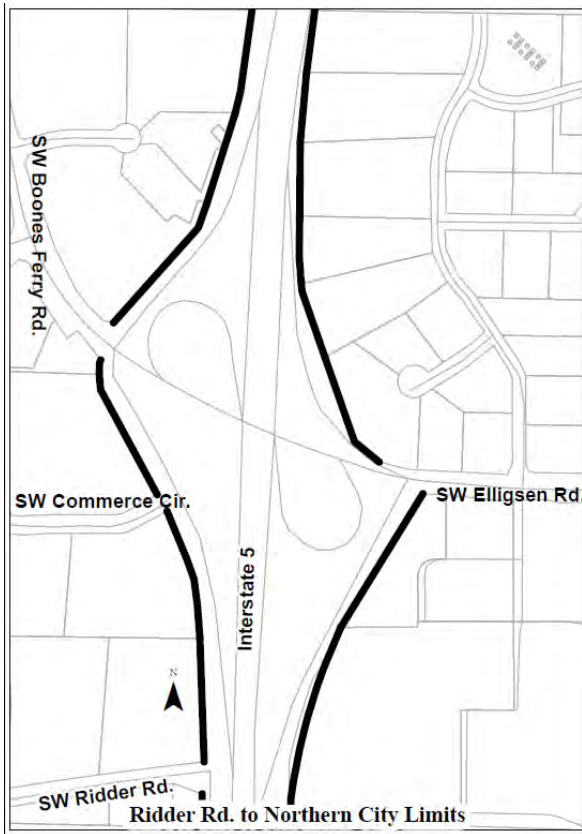 SW Boones Ferry Rd.
SW Commerce Cir.
SW Elligsen Rd.
Interstate 5
N
SW Ridder Rd.
Ridder Rd. to Northern City Limits